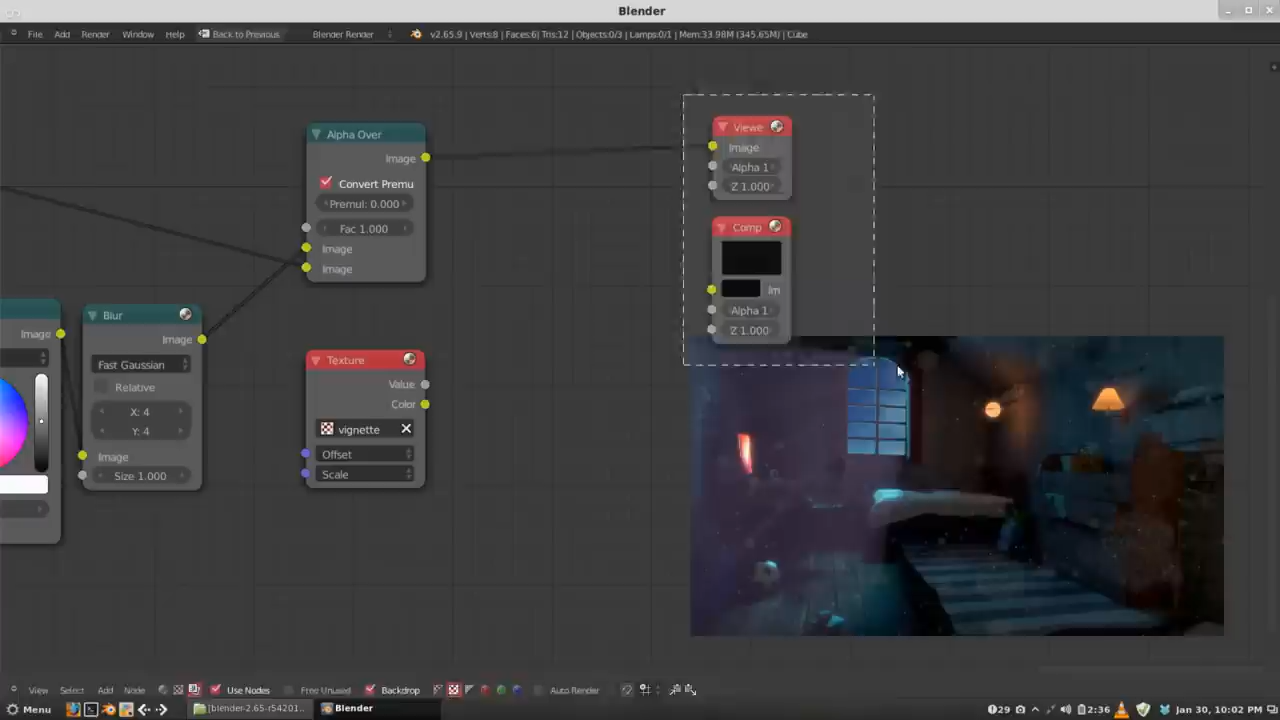 Blender
File Add Render Window Help Back to Previous Blender Render v2.65.9 | Verts:8 | Faces:6| Tris:12 | Objects:0/3 | Lamps:0/1 | Mem:33.98M (345.65M) | Cube
Alpha Over
Image
Convert Premu
Premul: 0.000
Fac 1.000
Image
Image
Viewe
Image
Alpha 1
Z 1.000
Comp
Im
Alpha 1
Z 1.000
Image
Blur
Image
Fast Gaussian
Relative
X: 4
Y: 4
Image
Size 1.000
Texture
Value
Color
vignette
Offset
Scale
View Select Add Node Use Nodes Free Unused Backdrop Auto Render
Menu [blender-2.65-r54201... Blender 29 2:36 Jan 30, 10:02 PM